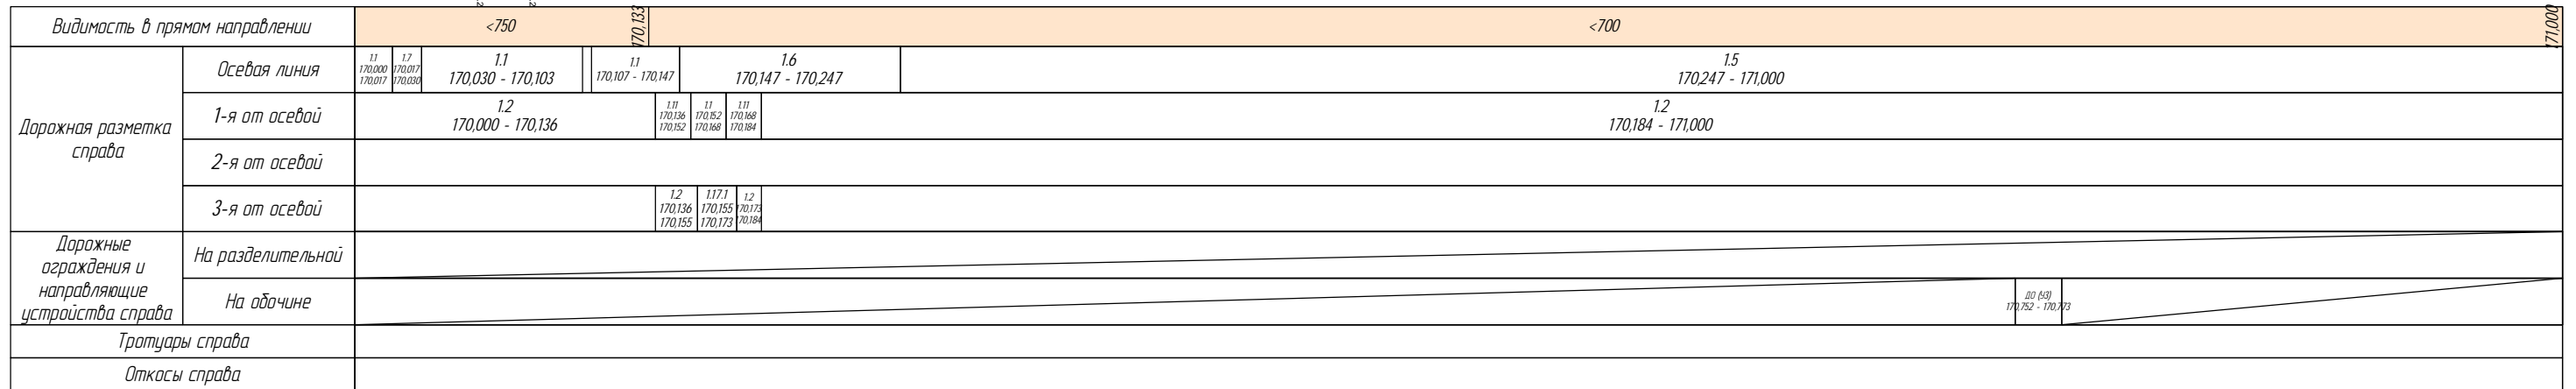 Видимость в прямом направлении
<750
170,133
<700
171,000
Дорожная разметка
справа
Осевая линия
1.1
170,000
170,017
1.7
170,017
170,030
1.1
170,030 - 170,103
1.1
170,107 - 170,147
1.6
170,147 - 170,247
1.5
170,247 - 171,000
1-я от осевой
1.2
170,000 - 170,136
1.11
170,136
170,152
1.1
170,152
170,168
1.11
170,168
170,184
1.2
170,184 - 171,000
2-я от осевой
3-я от осевой
1.2
170,136
170,155
1.17.1
170,155
170,173
1.2
170,173
170,184
Дорожные
ограждения и
направляющие
устройства справа
На разделительной
На обочине
ДО (У3)
170,752 - 170,773
Тротуары справа
Откосы справа